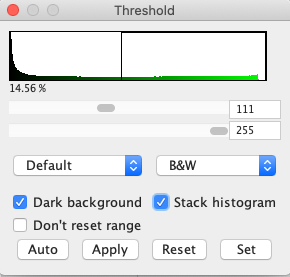 Threshold
14.56 %
111
255
Default B&W
Dark background Stack histogram
Don't reset range
Auto Apply Reset Set